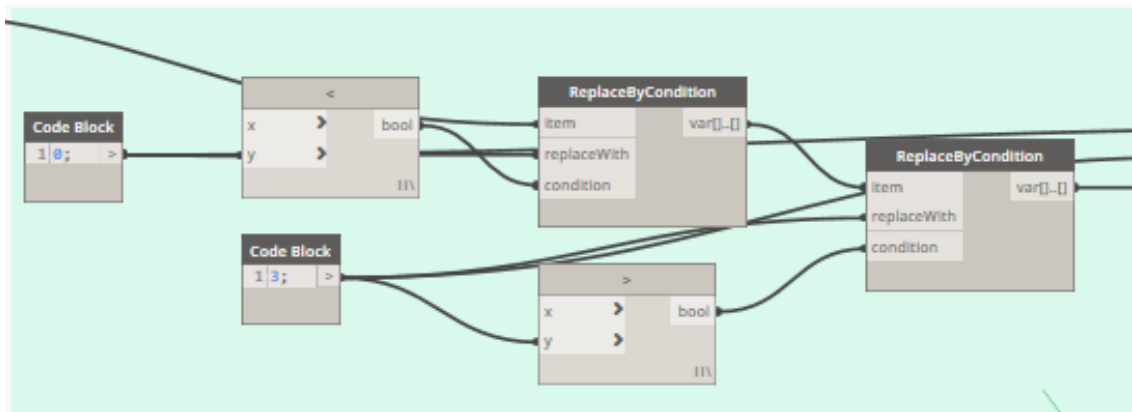 Code Block
1 0; >
<
x > bool
y >
||\
ReplaceByCondition
item var[]..[]
replaceWith
condition
ReplaceByCondition
item var[]..[]
replaceWith
condition
Code Block
1 3; >
>
x > bool
y >
||\